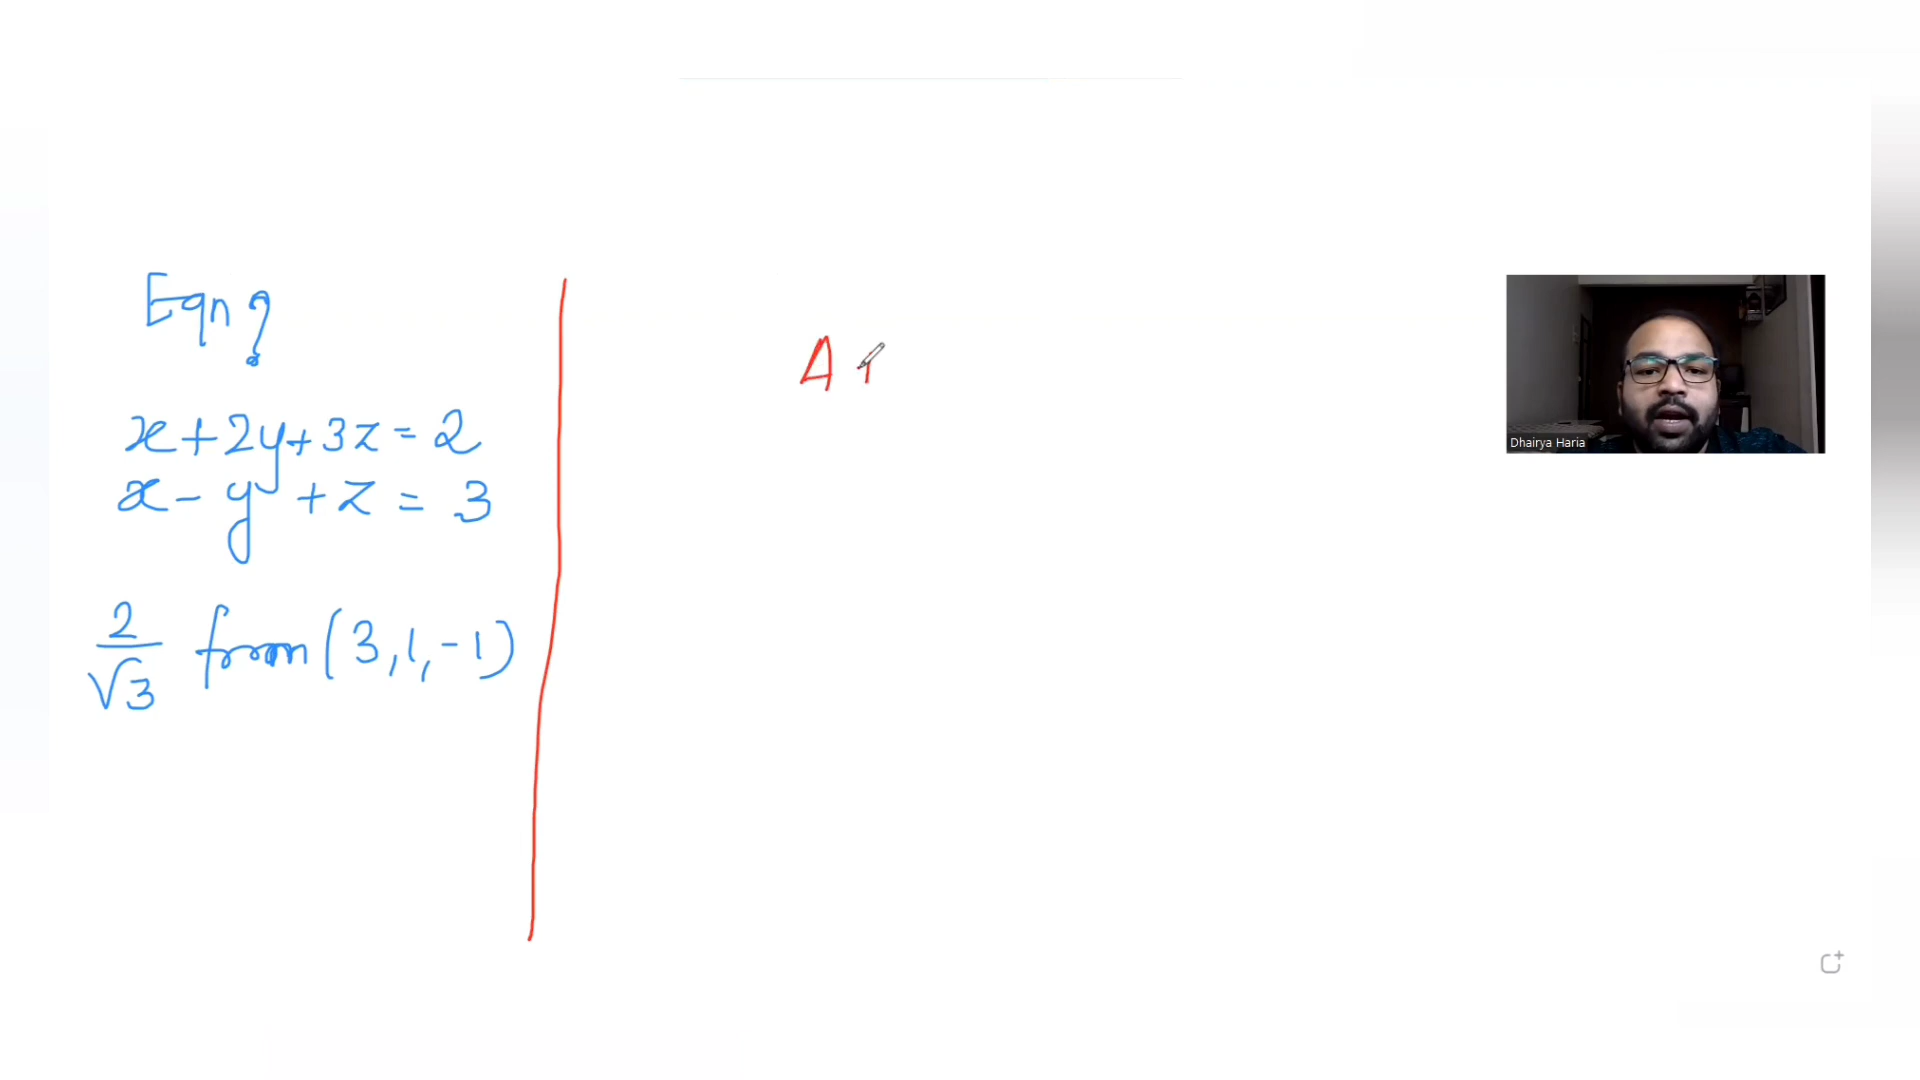 Eqn?
x+2y+3z=2
x-y+z=3
2/√3 from (3,1,-1)
A
Dhairya Haria